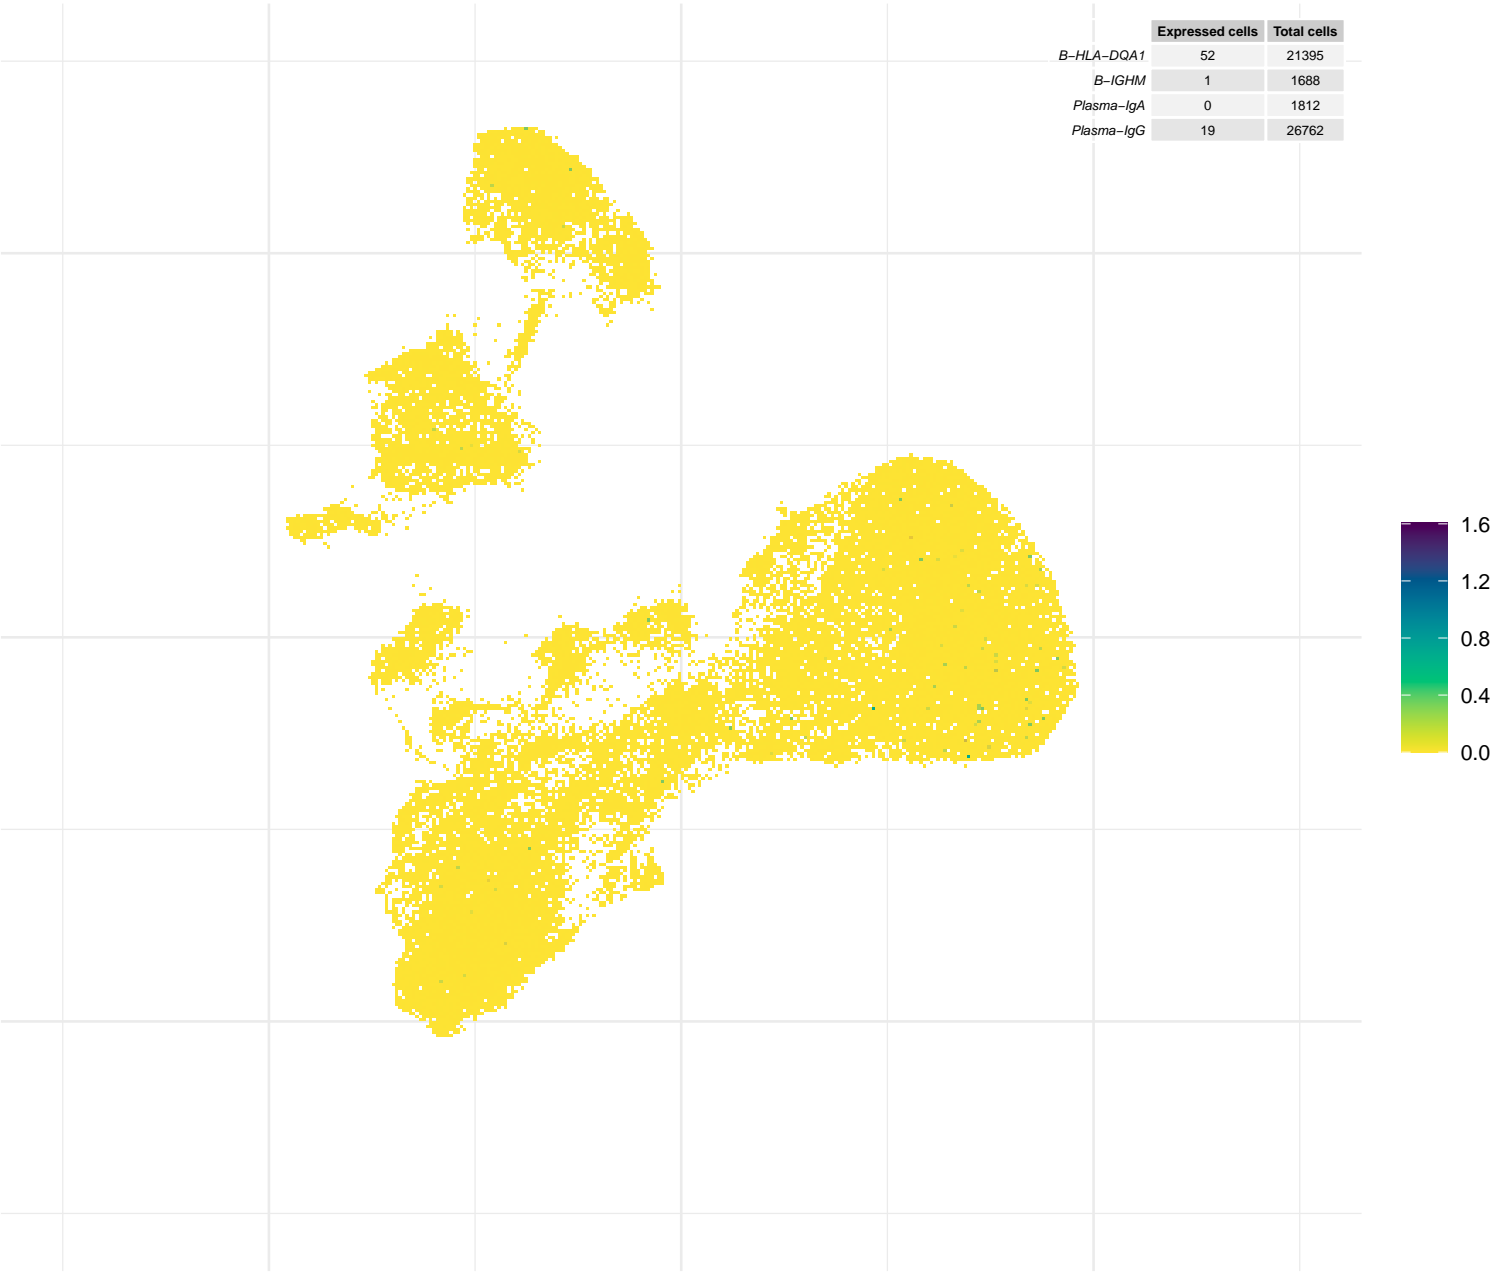 Expressed cells Total cells
B−HLA−DQA1 52 21395
B−IGHM 1 1688
Plasma−IgA 0 1812
Plasma−IgG 19 26762
1.6
1.2
0.8
0.4
0.0